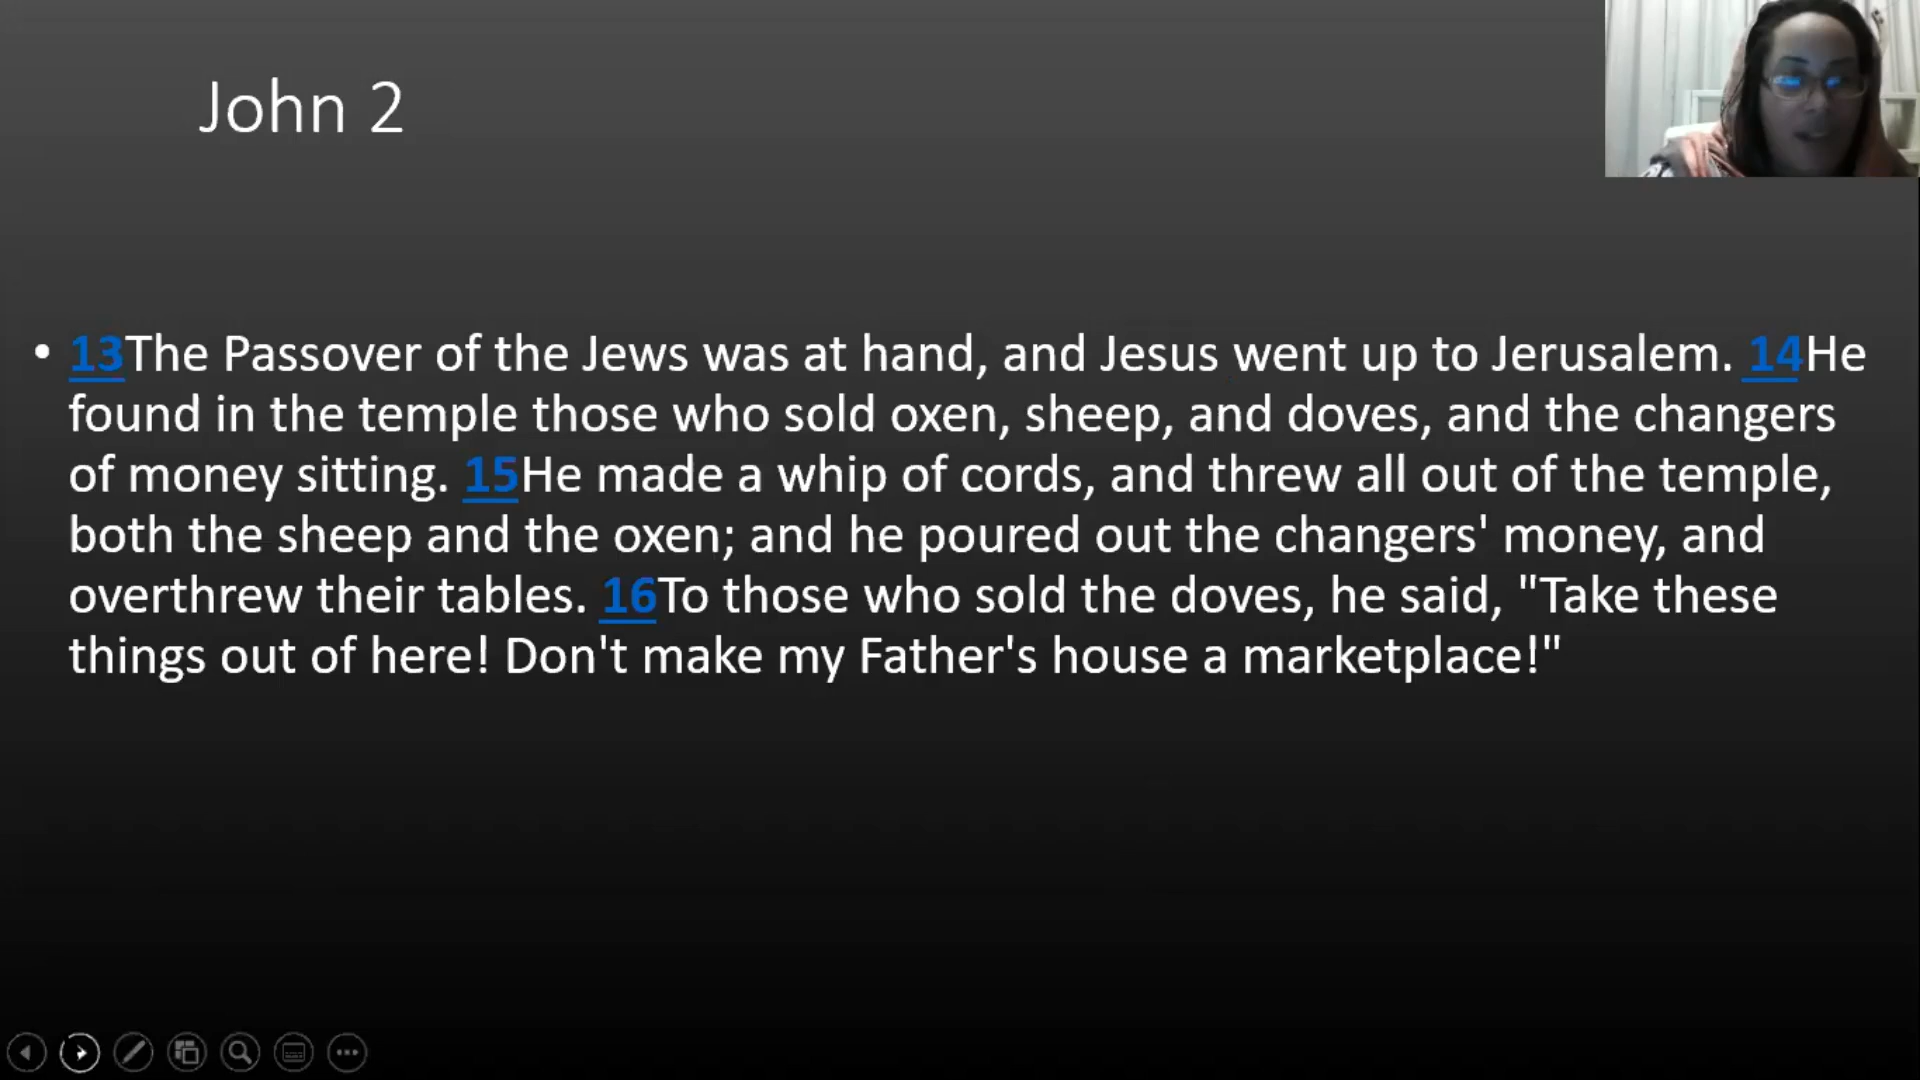 John 2
• 13The Passover of the Jews was at hand, and Jesus went up to Jerusalem. 14He
found in the temple those who sold oxen, sheep, and doves, and the changers
of money sitting. 15He made a whip of cords, and threw all out of the temple,
both the sheep and the oxen; and he poured out the changers' money, and
overthrew their tables. 16To those who sold the doves, he said, "Take these
things out of here! Don't make my Father's house a marketplace!"